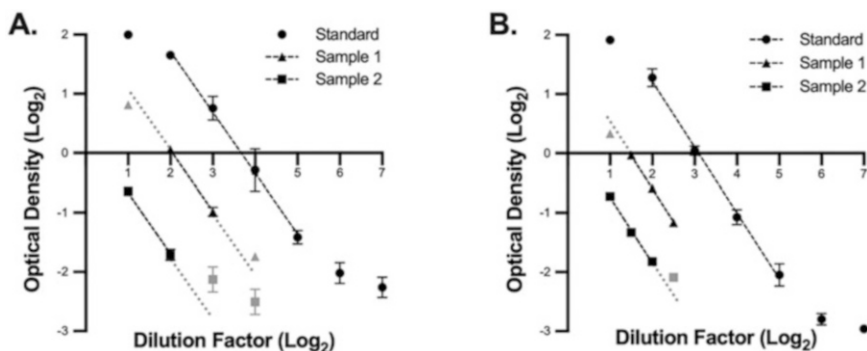 A.
Optical Density (Log2)
2
1
0
-1
-2
-3
1 2 3 4 5 6 7
Standard
Sample 1
Sample 2
Dilution Factor (Log2)
B.
Optical Density (Log2)
2
1
0
-1
-2
-3
1 2 3 4 5 6 7
Standard
Sample 1
Sample 2
Dilution Factor (Log2)